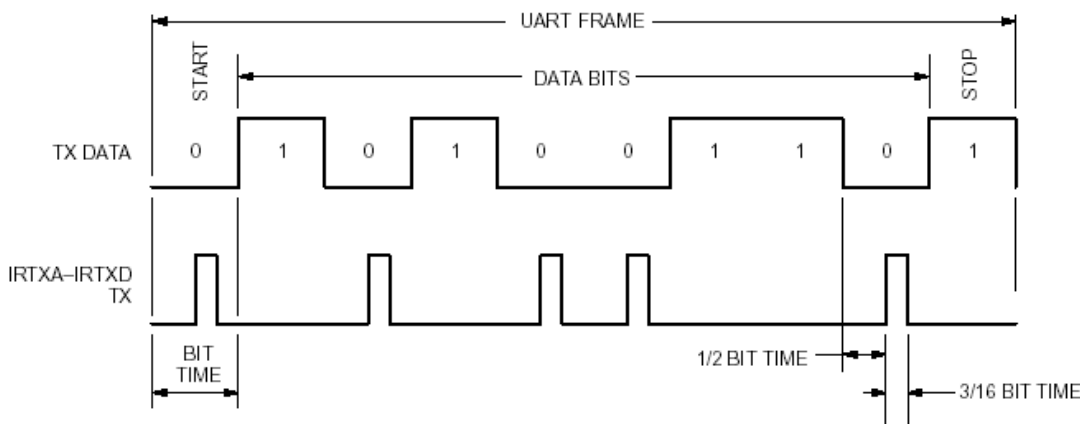 UART FRAME
START
DATA BITS
STOP
TX DATA
0 1 0 1 0 0 1 1 0 1
IRTXA–IRTXD
TX
BIT
TIME
1/2 BIT TIME
3/16 BIT TIME